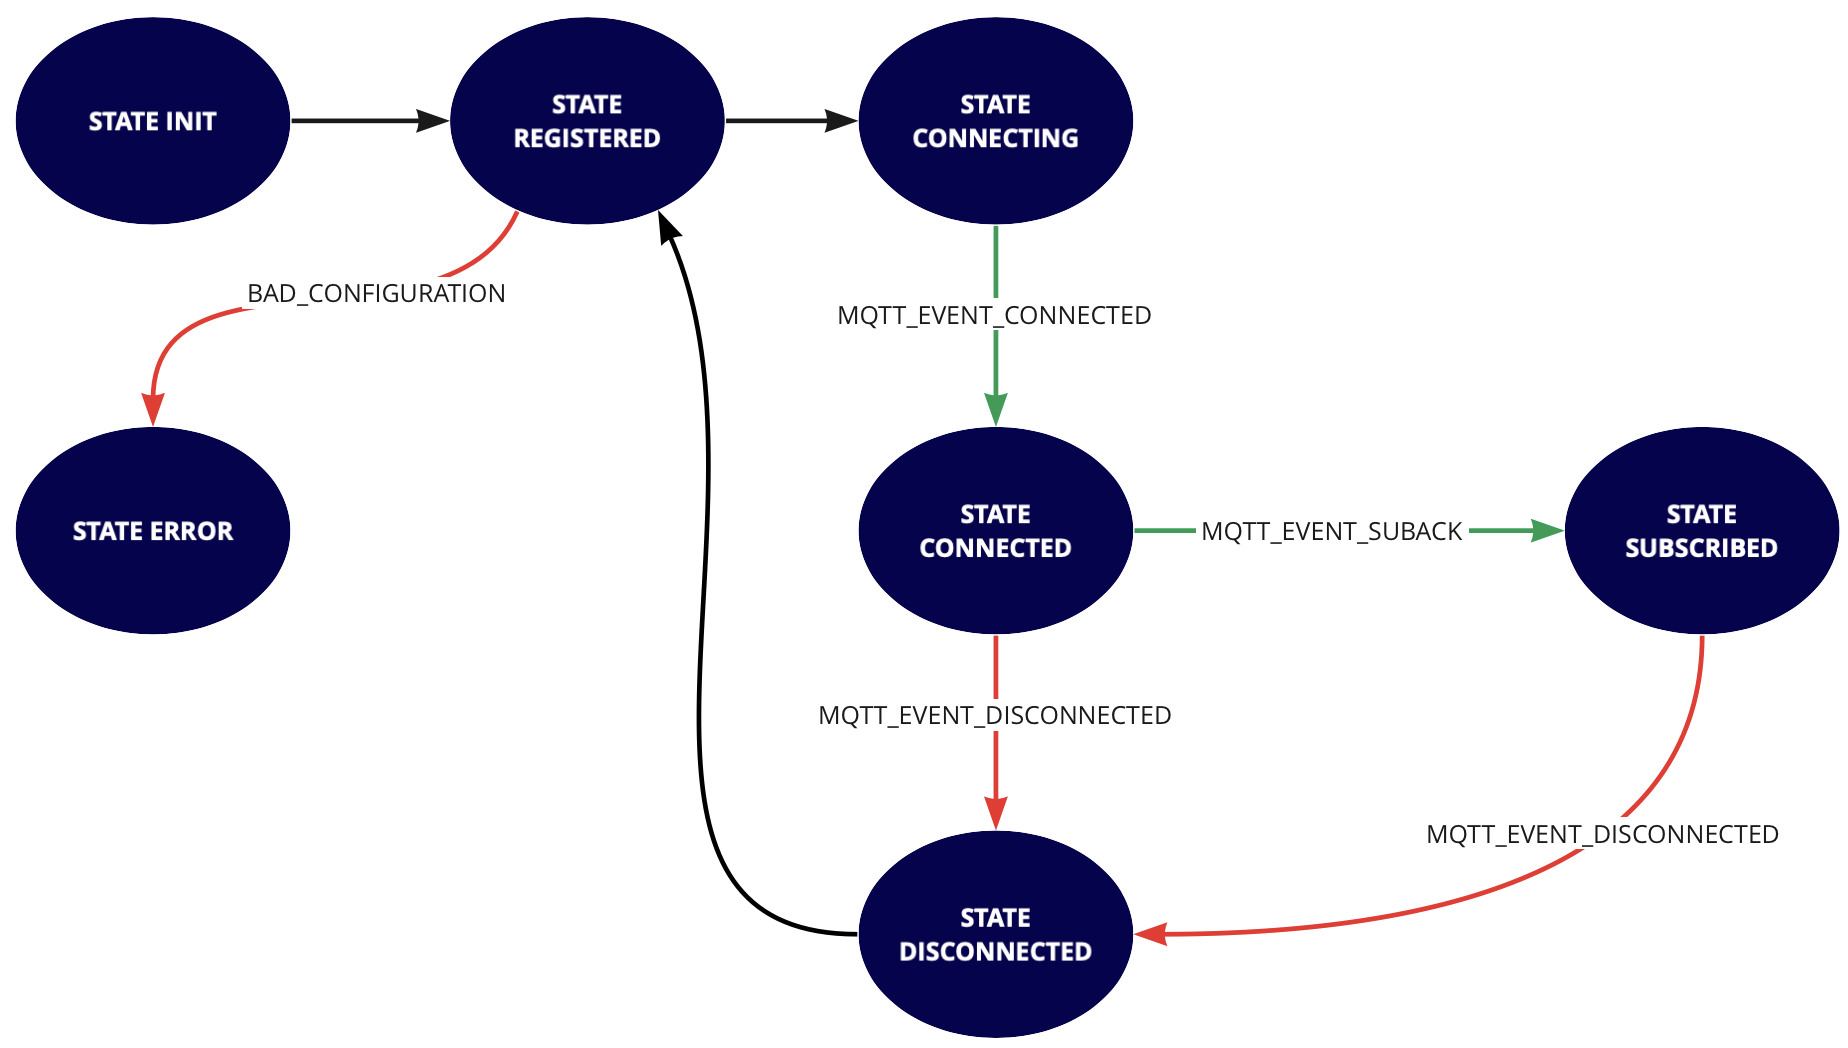 STATE INIT
STATE
REGISTERED
STATE
CONNECTING
BAD_CONFIGURATION
MQTT_EVENT_CONNECTED
STATE ERROR
STATE
CONNECTED
MQTT_EVENT_SUBACK
STATE
SUBSCRIBED
MQTT_EVENT_DISCONNECTED
MQTT_EVENT_DISCONNECTED
STATE
DISCONNECTED